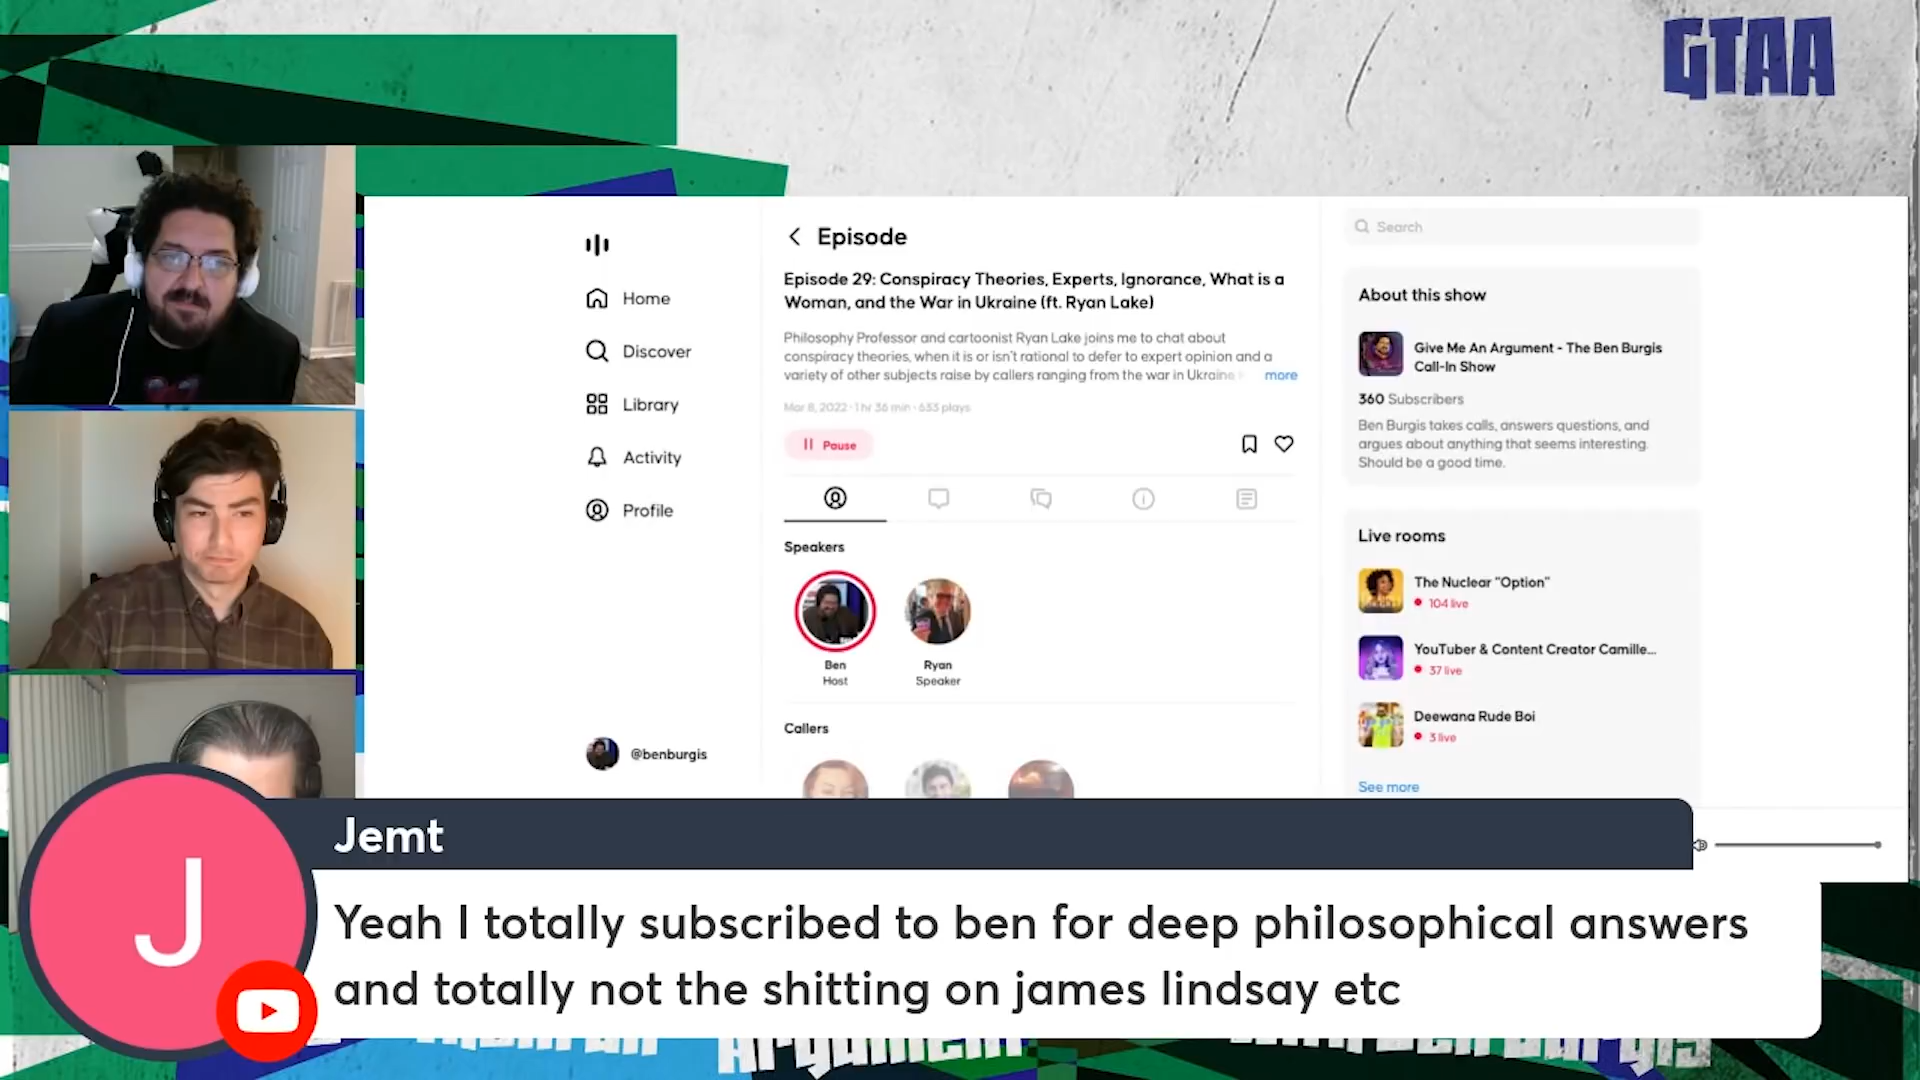 GTAA
Episode
Search
Episode 29: Conspiracy Theories, Experts, Ignorance, What is a
Woman, and the War in Ukraine (ft. Ryan Lake)
Philosophy Professor and cartoonist Ryan Lake joins me to chat about
conspiracy theories, when it is or isn't rational to defer to expert opinion and a
variety of other subjects raise by callers ranging from the war in Ukraine
more
Mar 8, 2022 · 1 hr 36 min · 633 plays
Pause
Home
Discover
Library
Activity
Profile
@benburgis
Speakers
Ben
Host
Ryan
Speaker
Callers
About this show
Give Me An Argument - The Ben Burgis
Call-In Show
360 Subscribers
Ben Burgis takes calls, answers questions, and
argues about anything that seems interesting.
Should be a good time.
Live rooms
The Nuclear "Option"
104 live
YouTuber & Content Creator Camille...
37 live
Deewana Rude Boi
3 live
See more
J
Jemt
Yeah I totally subscribed to ben for deep philosophical answers
and totally not the shitting on james lindsay etc
Argument